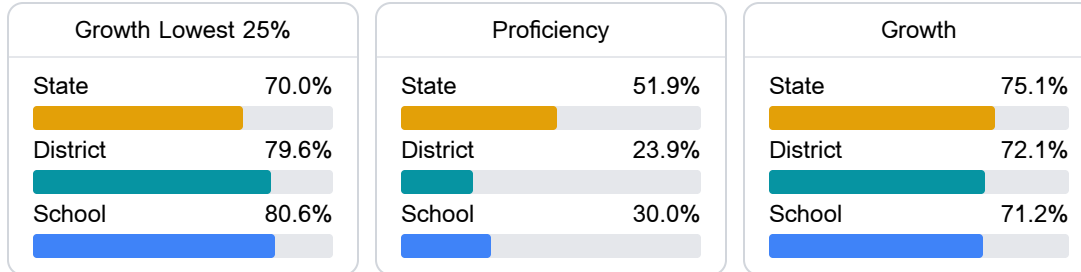 Growth Lowest 25%
State 70.0%
District 79.6%
School 80.6%
Proficiency
State 51.9%
District 23.9%
School 30.0%
Growth
State 75.1%
District 72.1%
School 71.2%